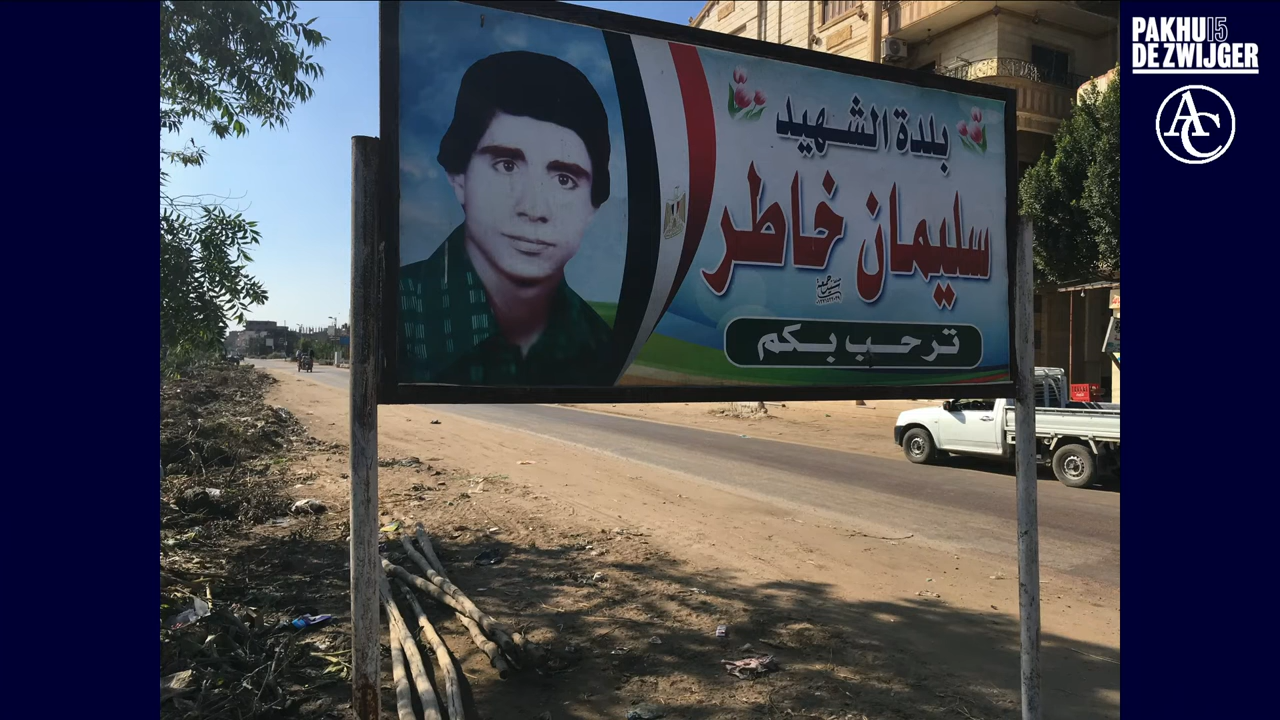 بلدة الشهيد
سليمان خاطر
ترحب بكم
PAKHUIS
DE ZWIJGER
AC